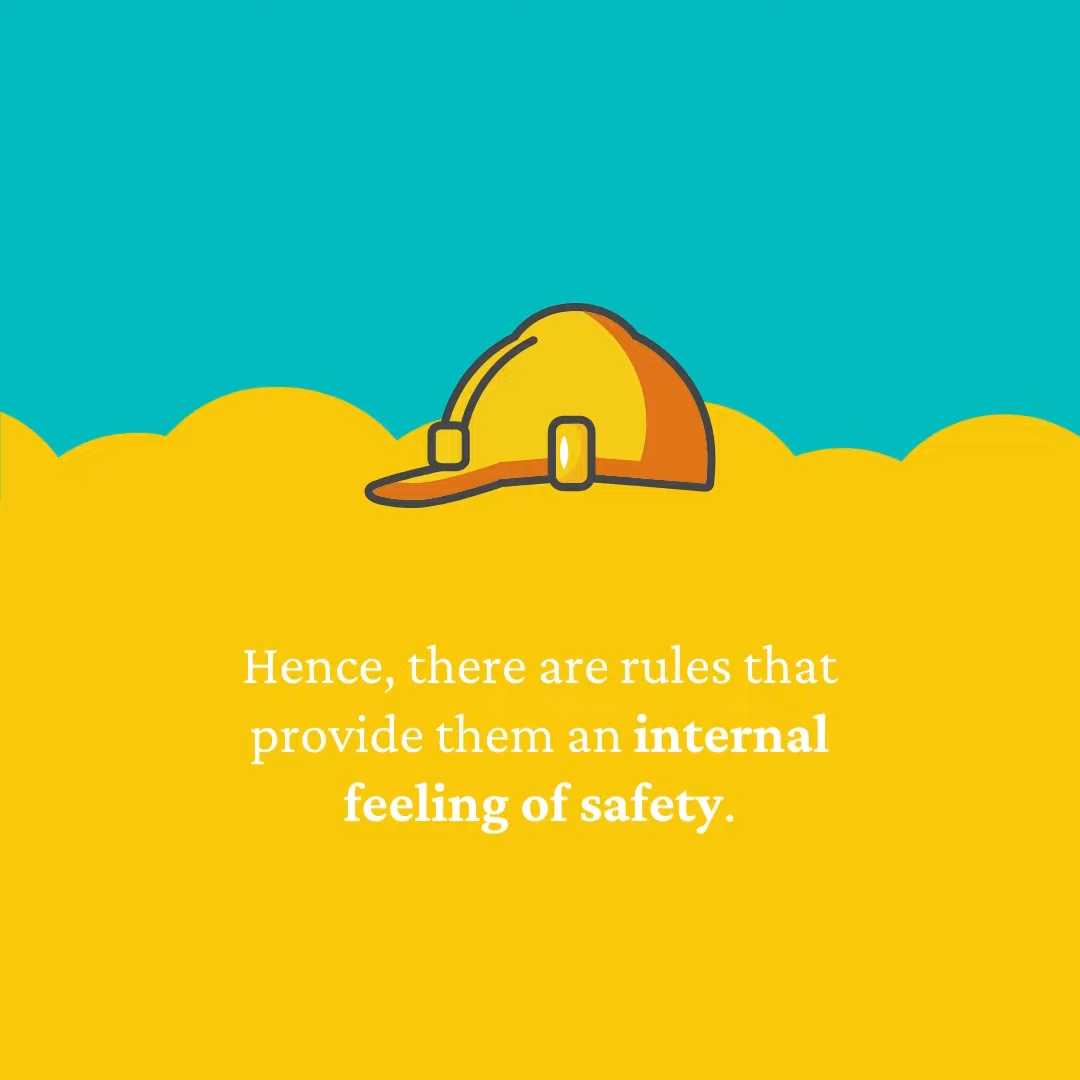 Hence, there are rules that
provide them an internal
feeling of safety.